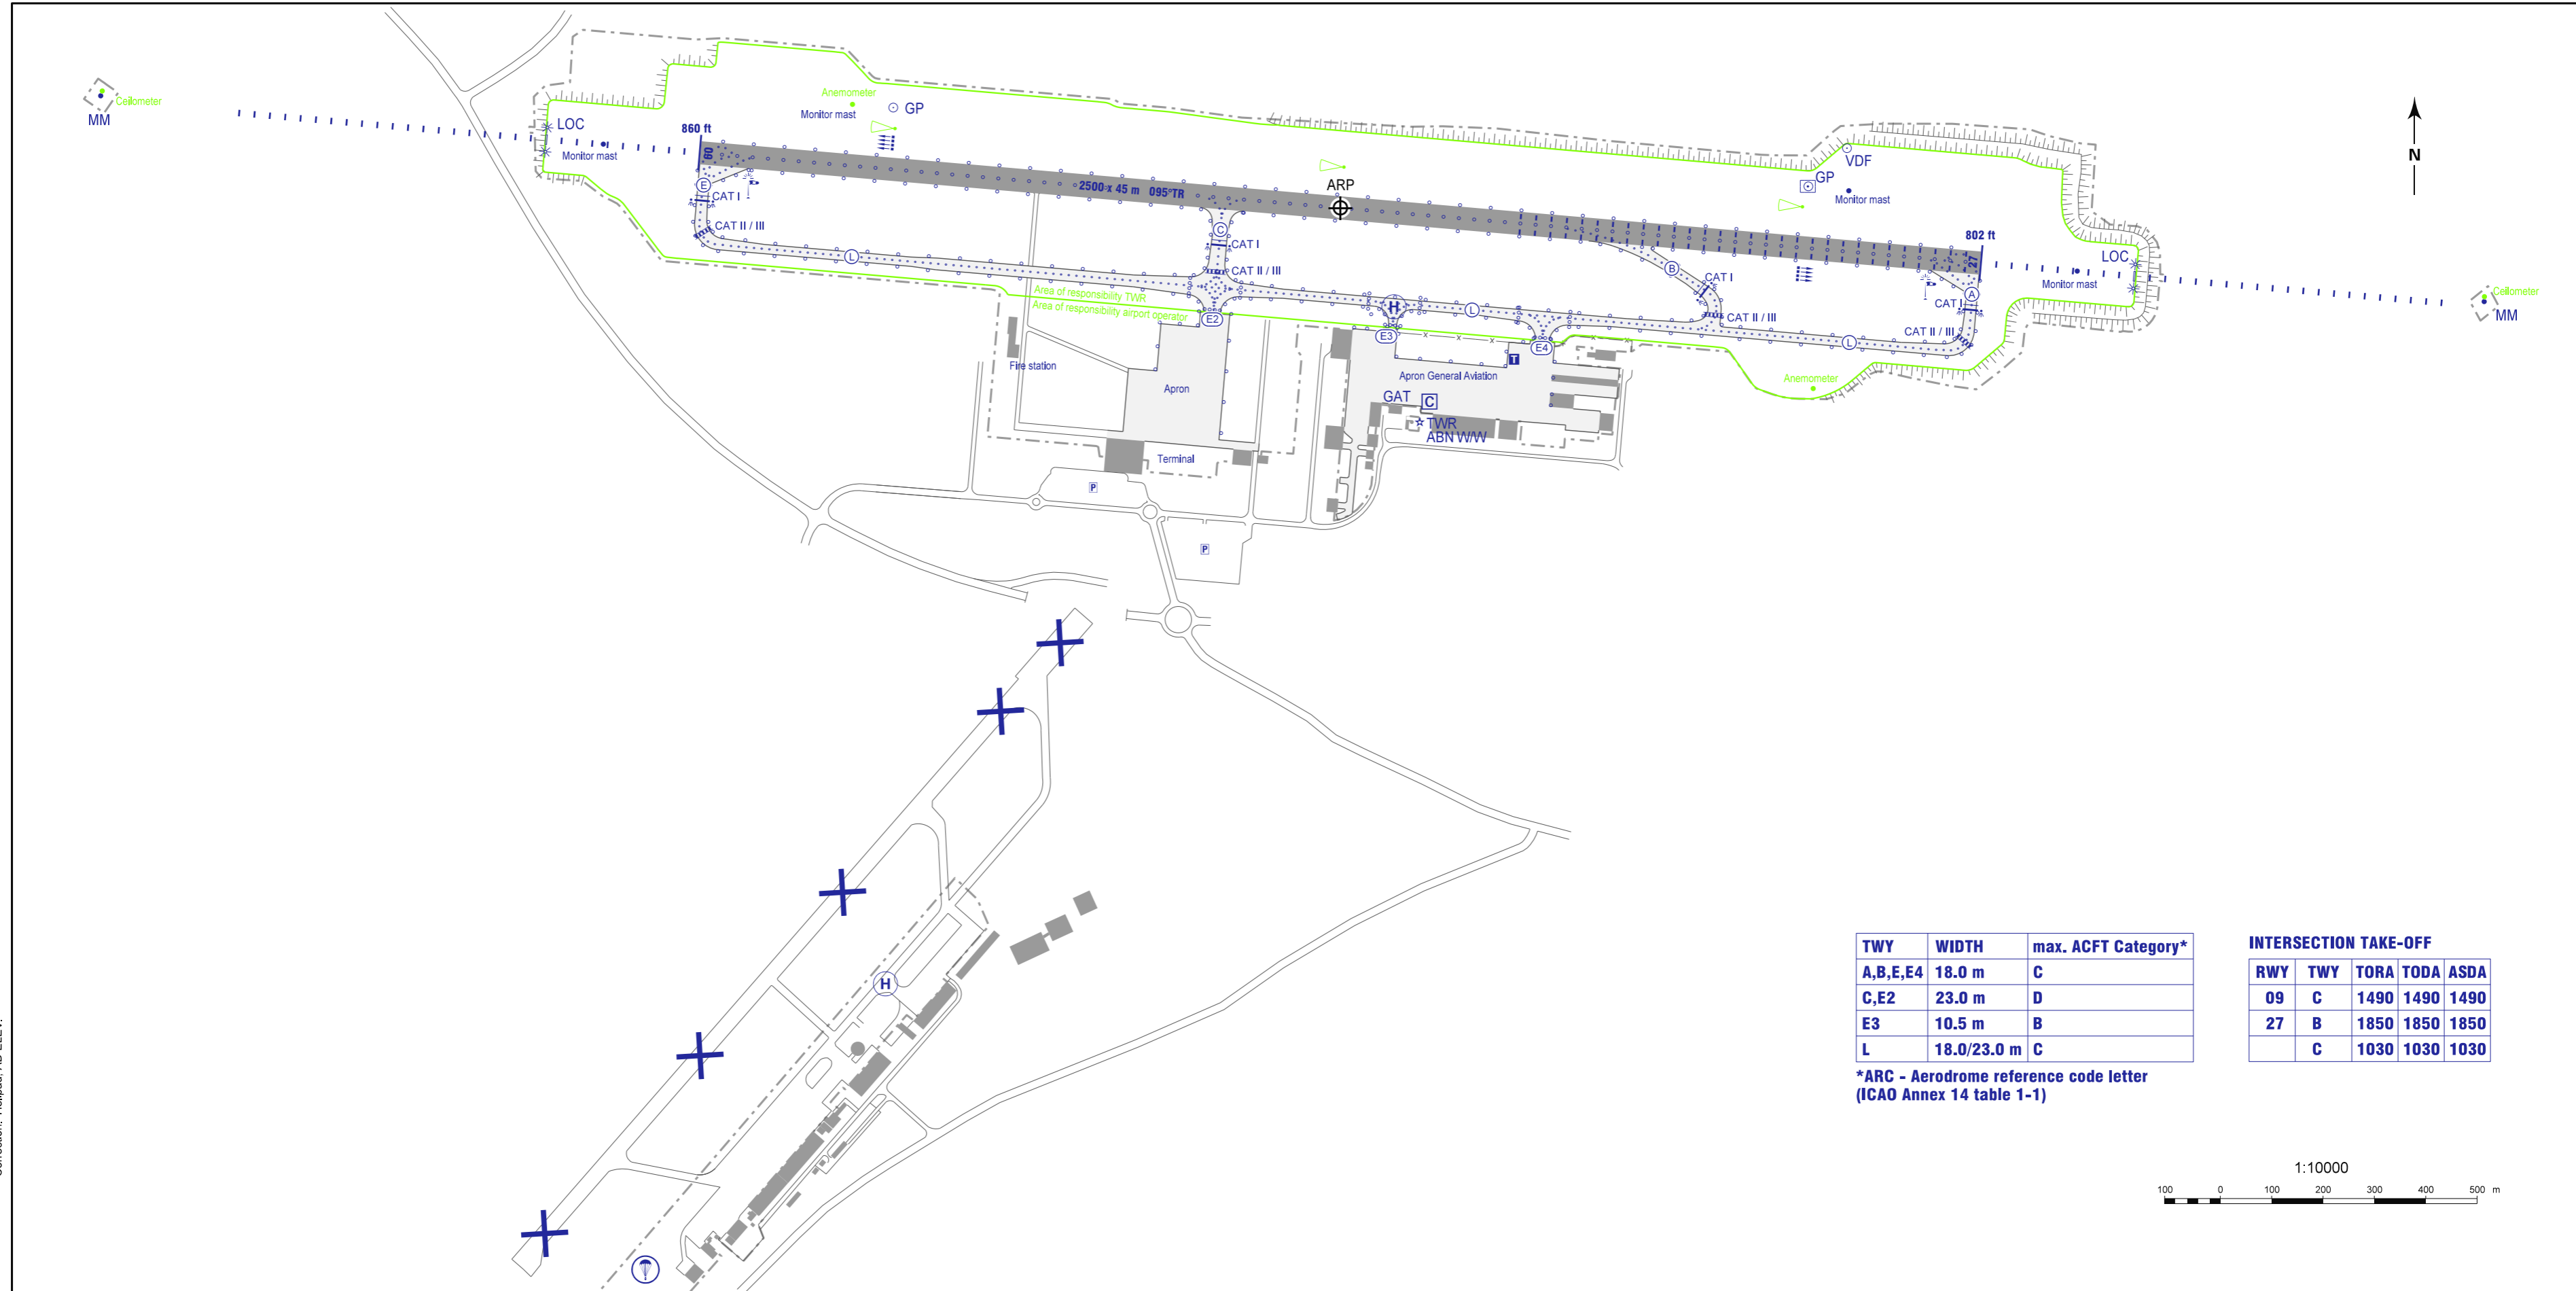 Ceilometer
MM
LOC
Monitor mast
860 ft
09
Anemometer
Monitor mast
GP
E
CAT I
CAT II / III
L
2500 x 45 m 095°TR
ARP
C
CAT I
CAT II / III
Area of responsibility TWR
Area of responsibility airport operator
E2
H
E3
L
E4
B
CAT I
CAT II / III
VDF
GP
Monitor mast
802 ft
27
LOC
Monitor mast
A
CAT I
CAT II / III
L
Anemometer
Ceilometer
MM
N
Fire station
Apron
T
Apron General Aviation
GAT
C
TWR
ABN W/W
Terminal
P
P
H
TWY WIDTH max. ACFT Category*
A,B,E,E4 18.0 m C
C,E2 23.0 m D
E3 10.5 m B
L 18.0/23.0 m C
*ARC - Aerodrome reference code letter
(ICAO Annex 14 table 1-1)
INTERSECTION TAKE-OFF
RWY TWY TORA TODA ASDA
09 C 1490 1490 1490
27 B 1850 1850 1850
C 1030 1030 1030
1:10000
100 0 100 200 300 400 500 m